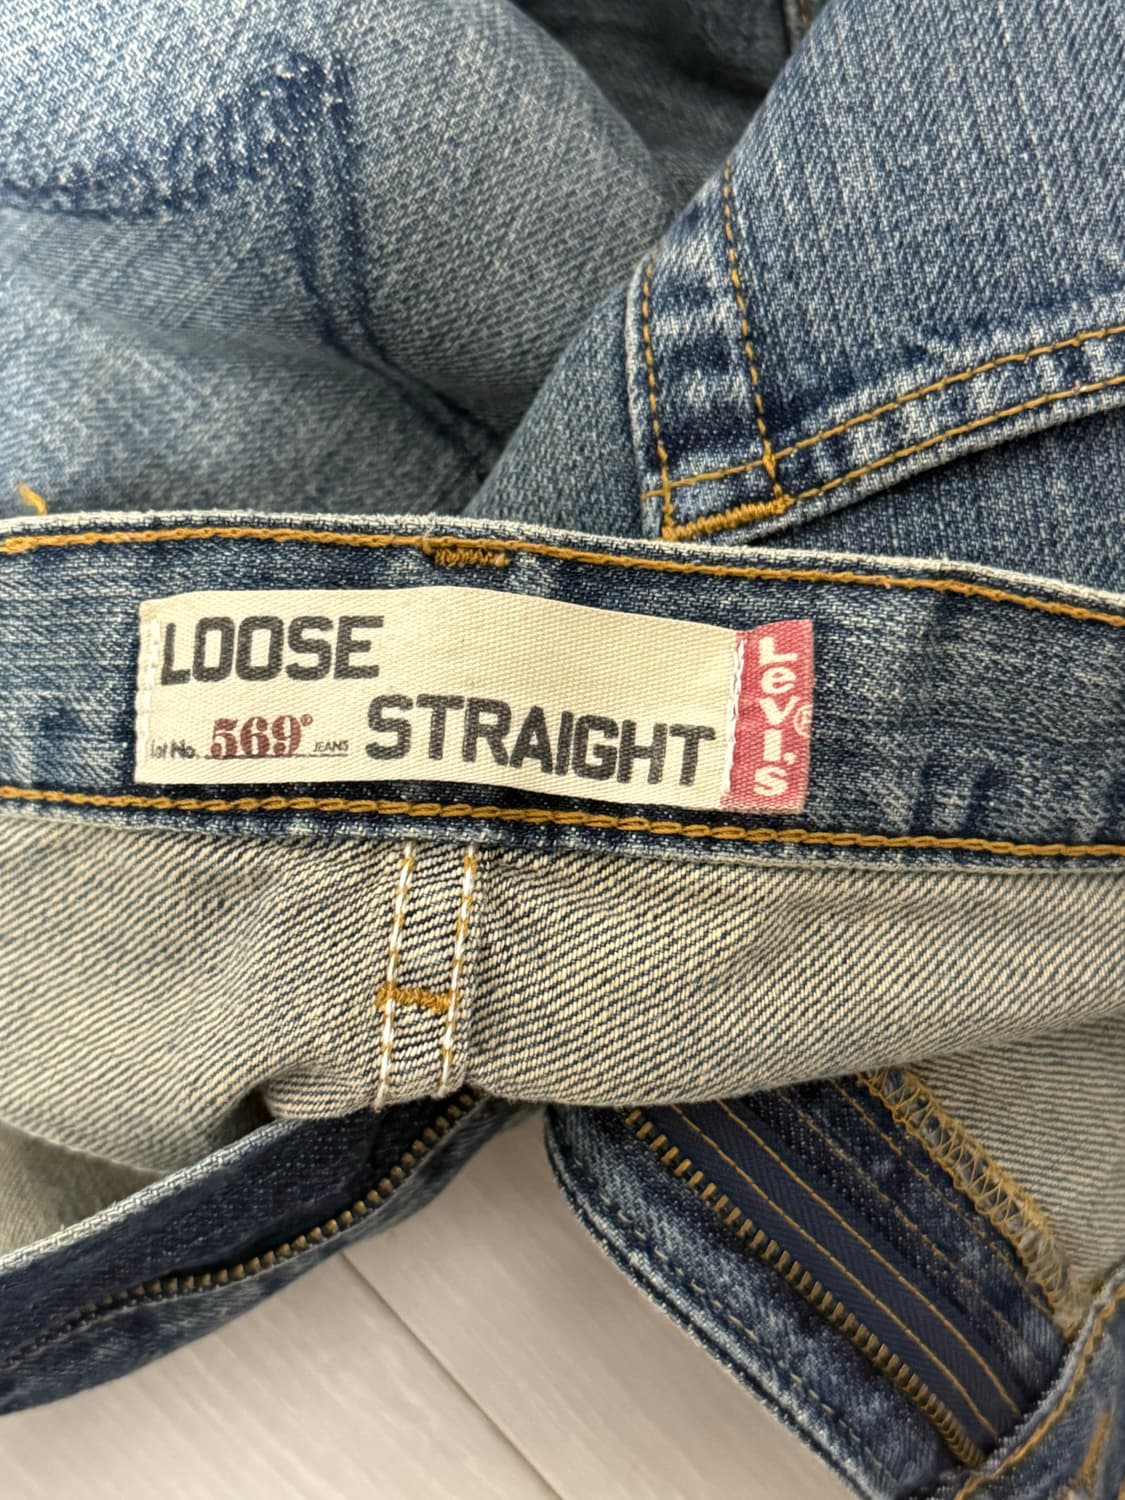 LOOSE
Lot No. 569® JEANS STRAIGHT
Levi's®